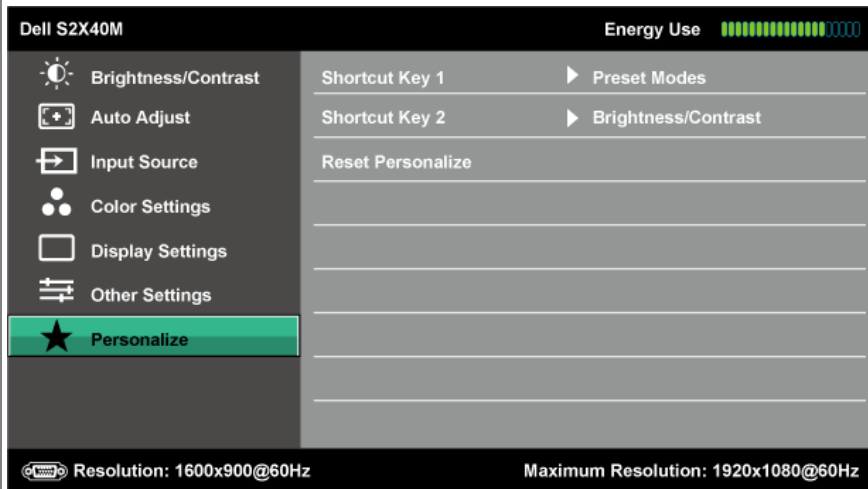 Dell S2X40M Energy Use
Brightness/Contrast Shortcut Key 1 Preset Modes
Auto Adjust Shortcut Key 2 Brightness/Contrast
Input Source Reset Personalize
Color Settings
Display Settings
Other Settings
Personalize
Resolution: 1600x900@60Hz Maximum Resolution: 1920x1080@60Hz